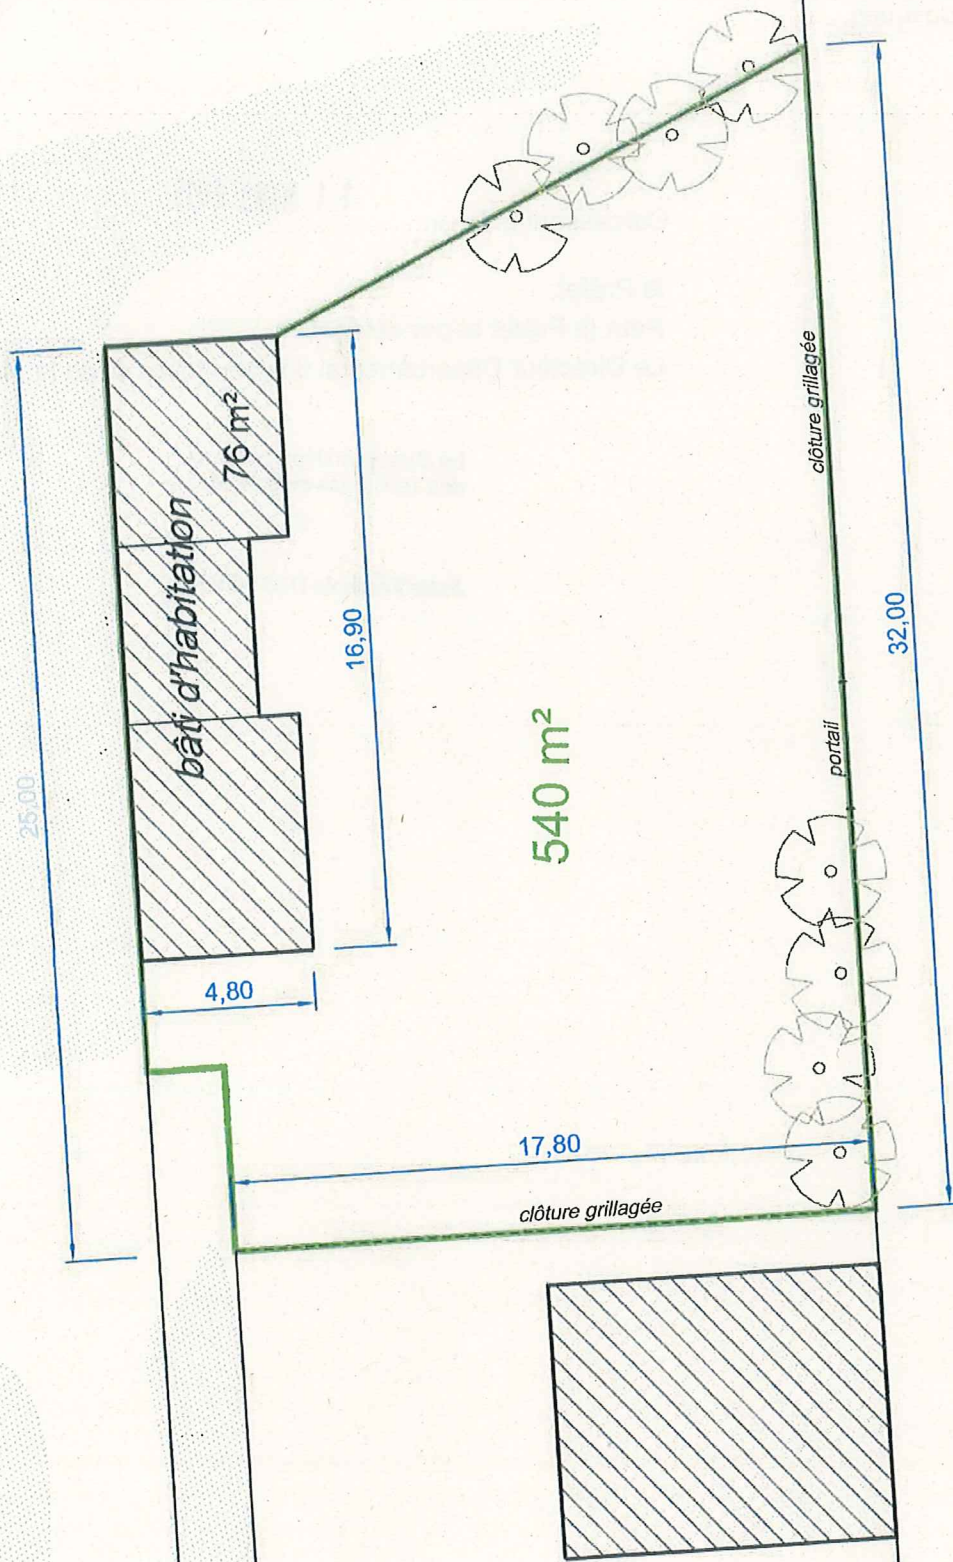 clôture grillagée
76 m²
bâti d'habitation
16,90
32,00
540 m²
portail
25,00
4,80
17,80
clôture grillagée